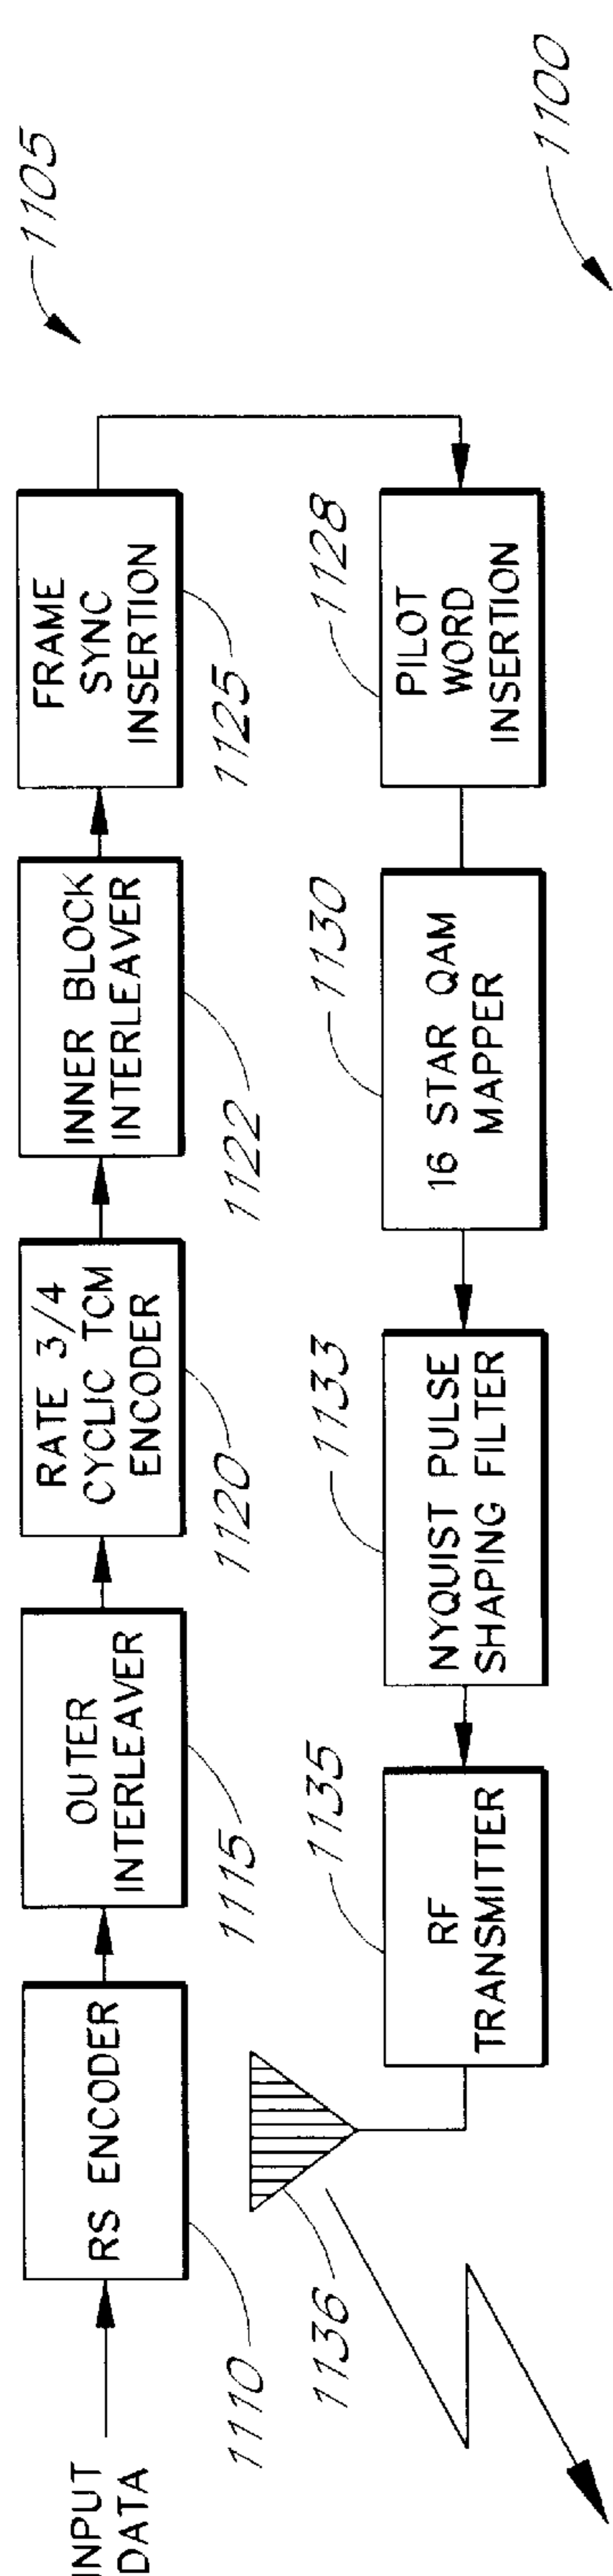 1105
1100
INPUT
DATA
RS ENCODER
1110
OUTER
INTERLEAVER
1115
RATE 3/4
CYCLIC TCM
ENCODER
1120
INNER BLOCK
INTERLEAVER
1122
FRAME
SYNC
INSERTION
1125
PILOT
WORD
INSERTION
1128
16 STAR QAM
MAPPER
1130
NYQUIST PULSE
SHAPING FILTER
1133
RF
TRANSMITTER
1135
1136